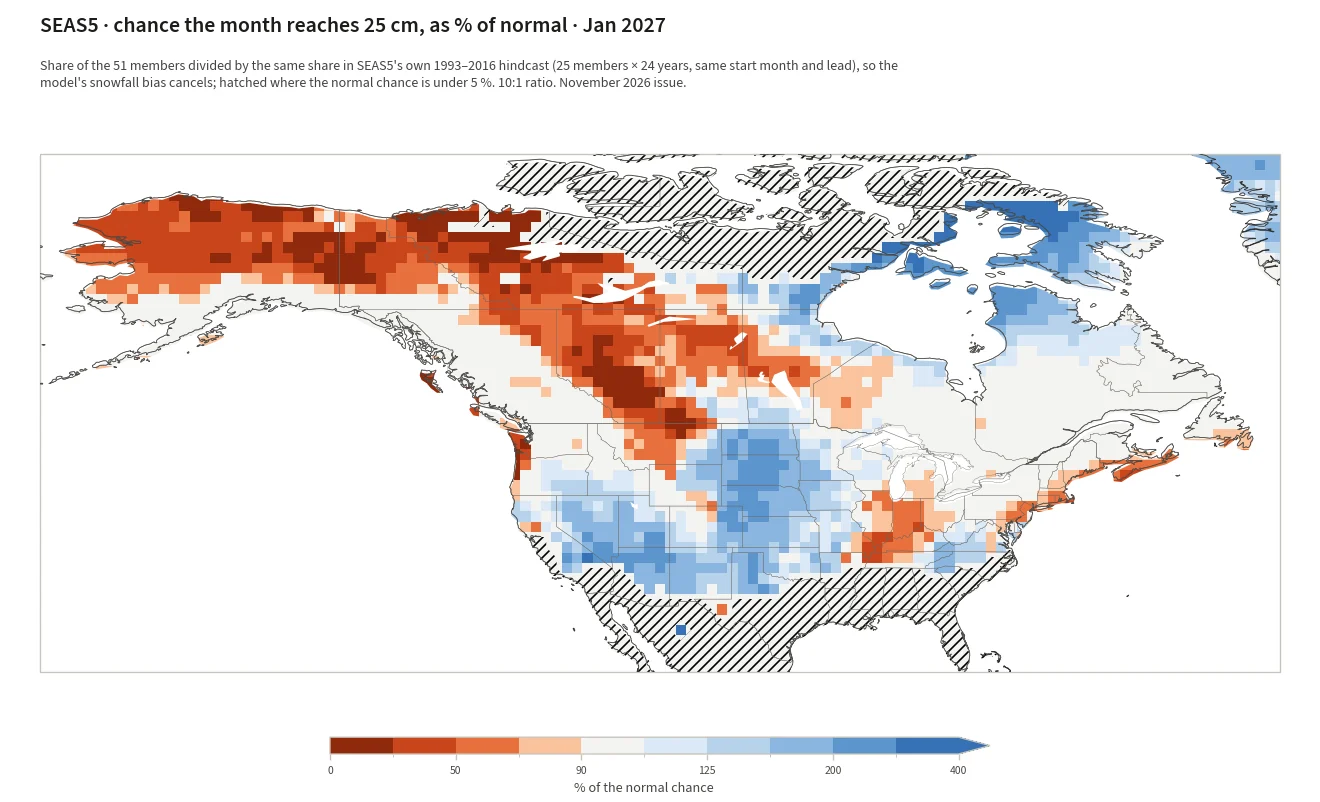 SEAS5 · chance the month reaches 25 cm, as % of normal · Jan 2027
Share of the 51 members divided by the same share in SEAS5's own 1993–2016 hindcast (25 members × 24 years, same start month and lead), so the
model's snowfall bias cancels; hatched where the normal chance is under 5 %. 10:1 ratio. November 2026 issue.
0 50 90 125 200 400
% of the normal chance